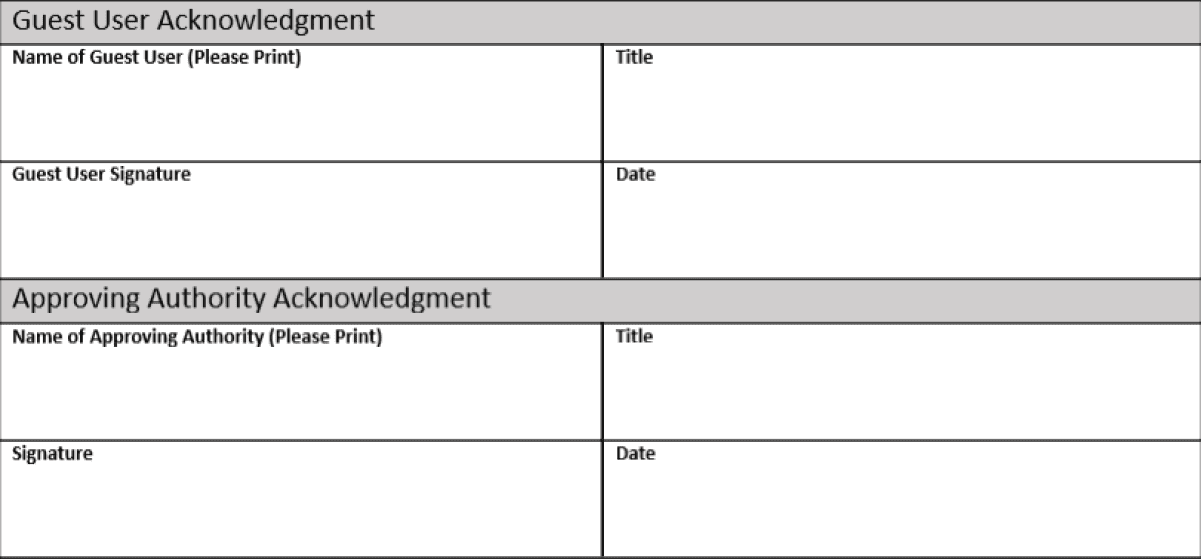 Guest User Acknowledgment
Name of Guest User (Please Print)
Title
Guest User Signature
Date
Approving Authority Acknowledgment
Name of Approving Authority (Please Print)
Title
Signature
Date